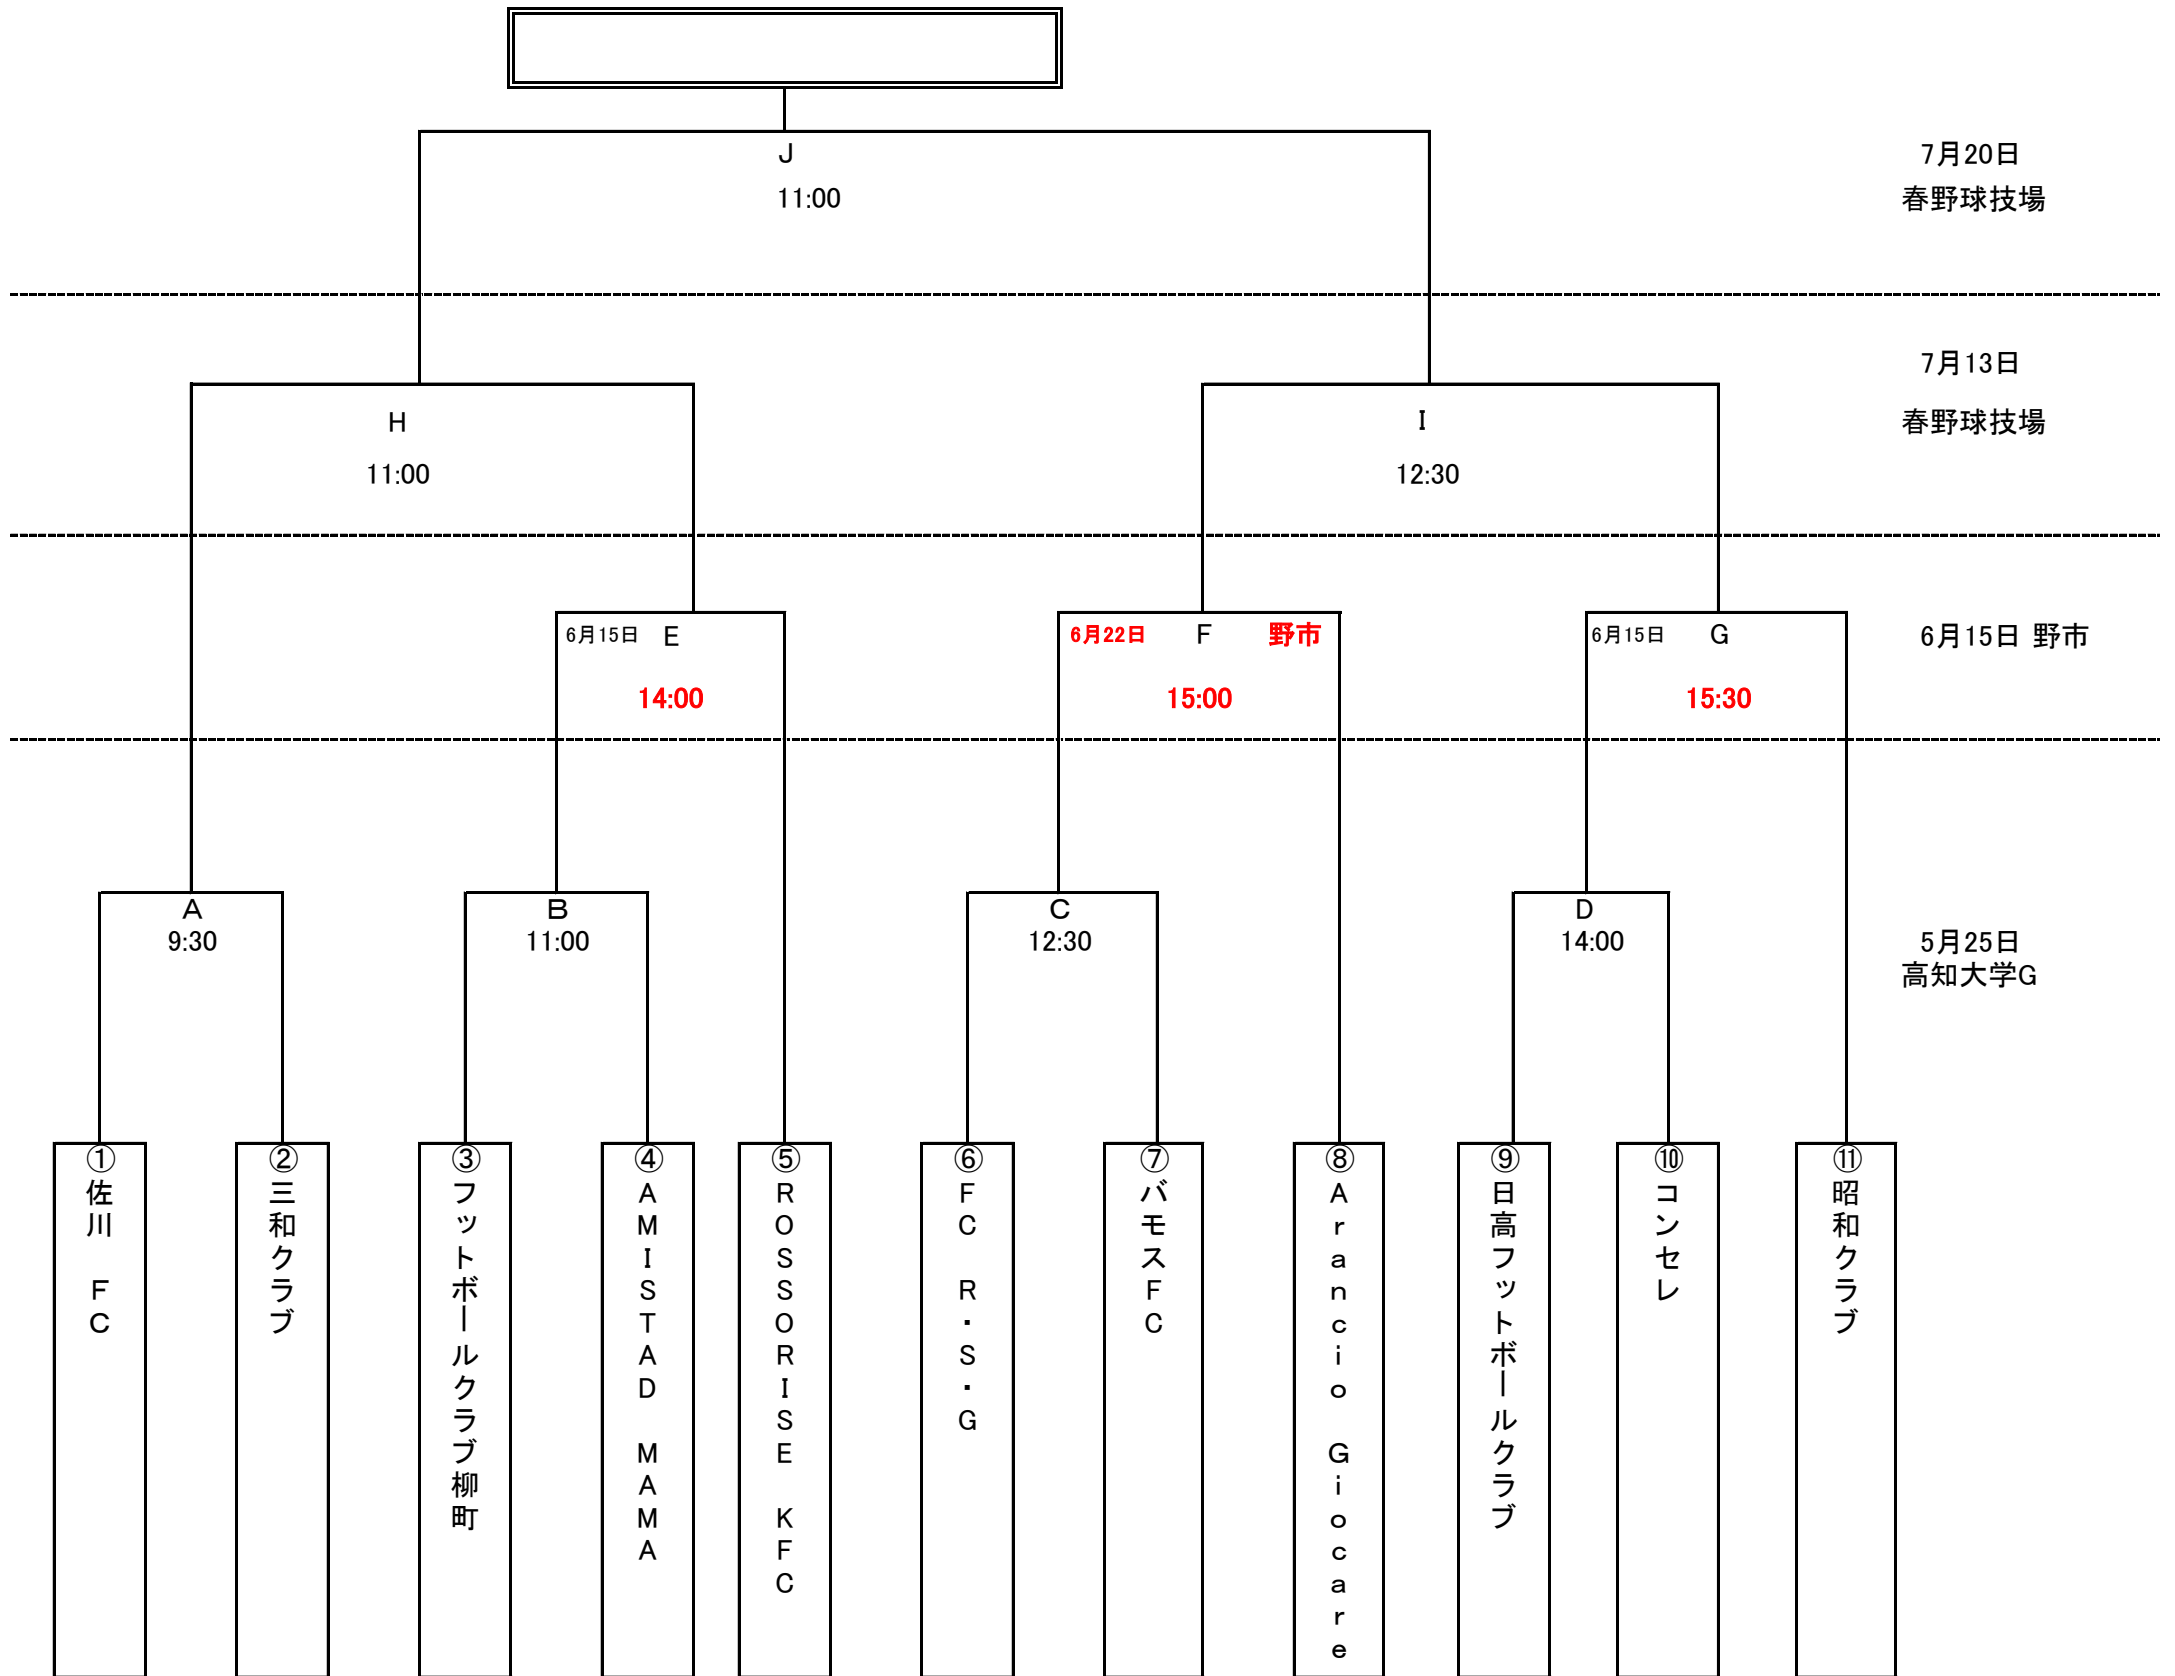 J
7月20日
11:00
春野球技場
7月13日
H
I
春野球技場
11:00
12:30
6月15日 E
6月22日 F 野市
6月15日 G
6月15日 野市
14:00
15:00
15:30
A
B
C
D
9:30
11:00
12:30
14:00
5月25日
高知大学G
①佐川 FC
②三和クラブ
③フットボールクラブ柳町
④AMISTAD MAMA
⑤ROSSORISE KFC
⑥FC R・S・G
⑦バモスFC
⑧Arancio Giocare
⑨日高フットボールクラブ
⑩コンセレ
⑪昭和クラブ